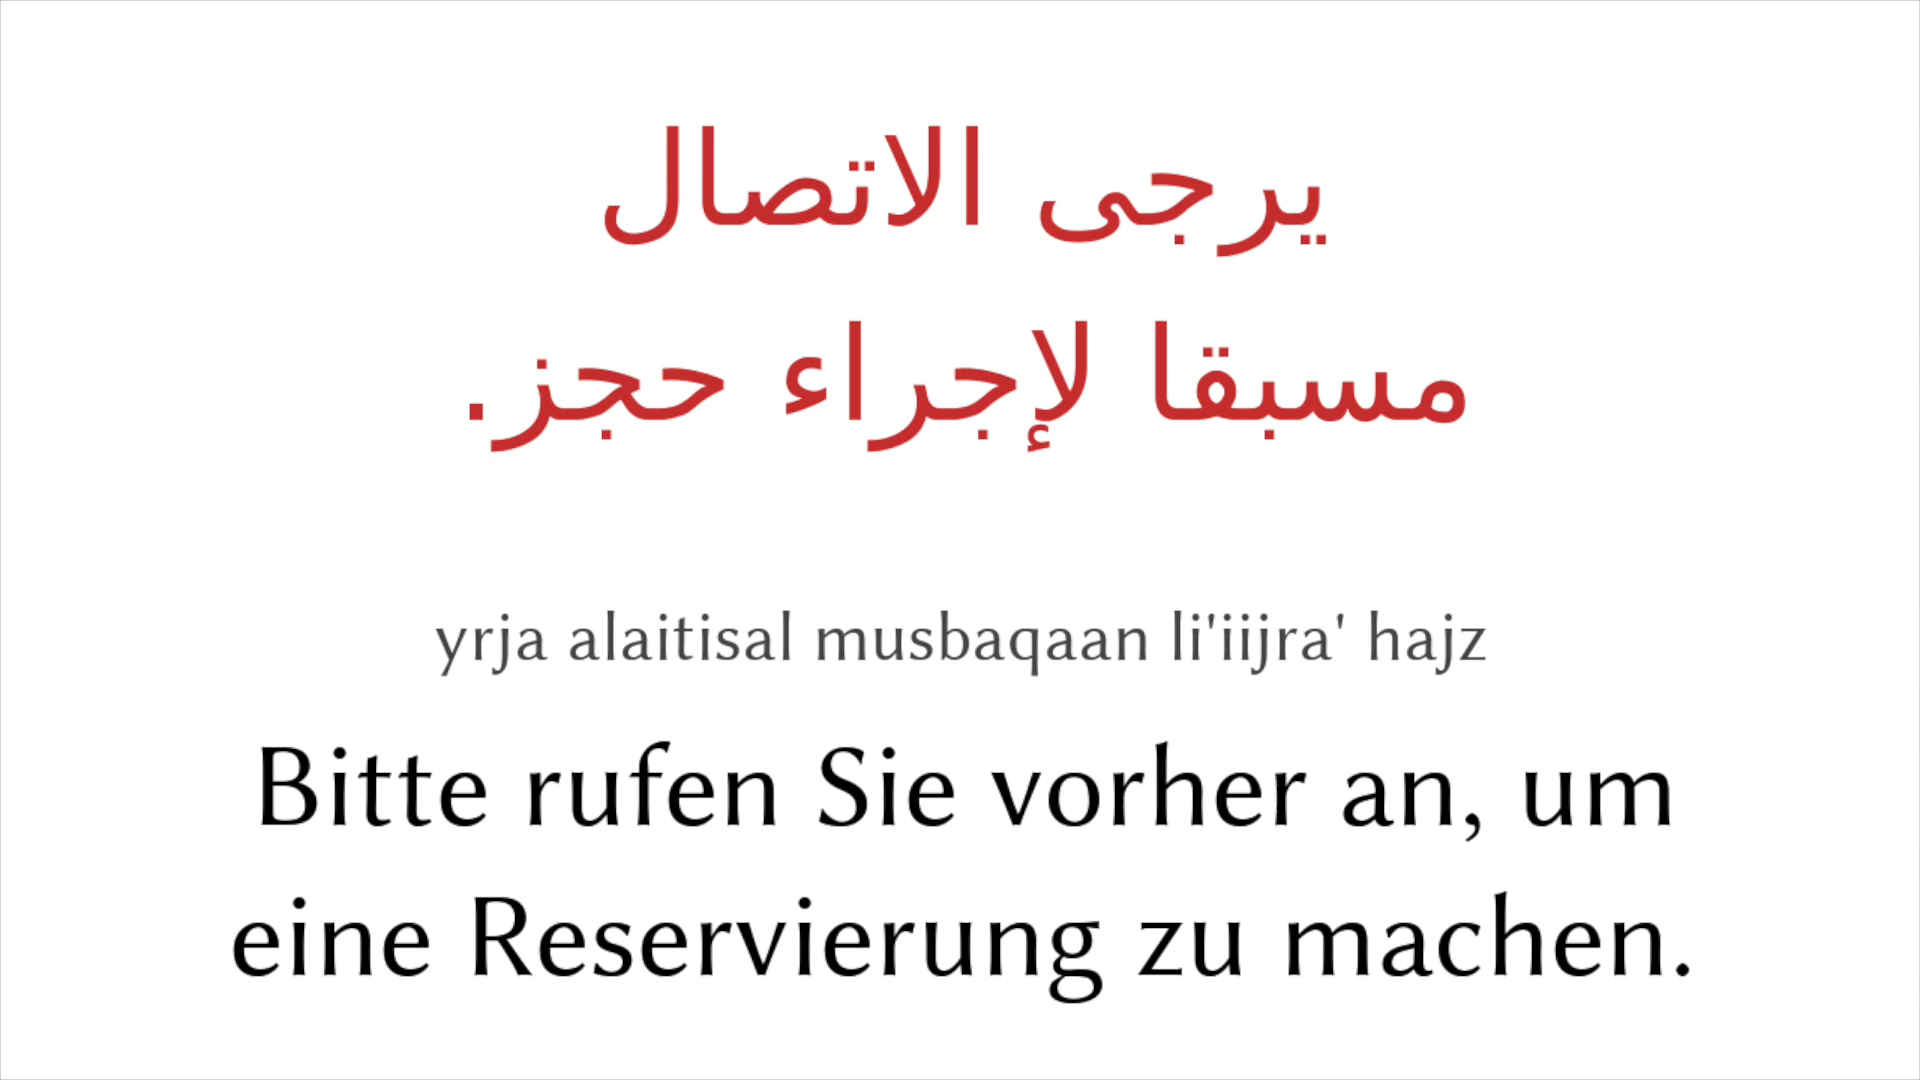 يرجى الاتصال
مسبقا لإجراء حجز.
yrja alaitisal musbaqaan li'iijra' hajz
Bitte rufen Sie vorher an, um
eine Reservierung zu machen.